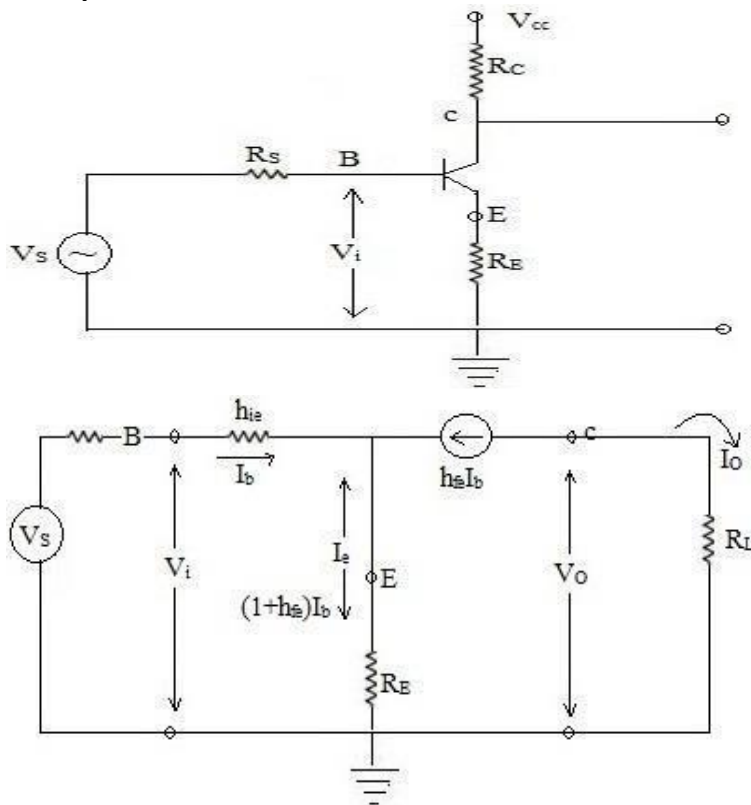 Vcc
RC
c
RS B
E
VS Vi RE
hie
B c
Ib hfeIb IO
VS Ie RL
Vi E VO
(1+hfe)Ib
RE